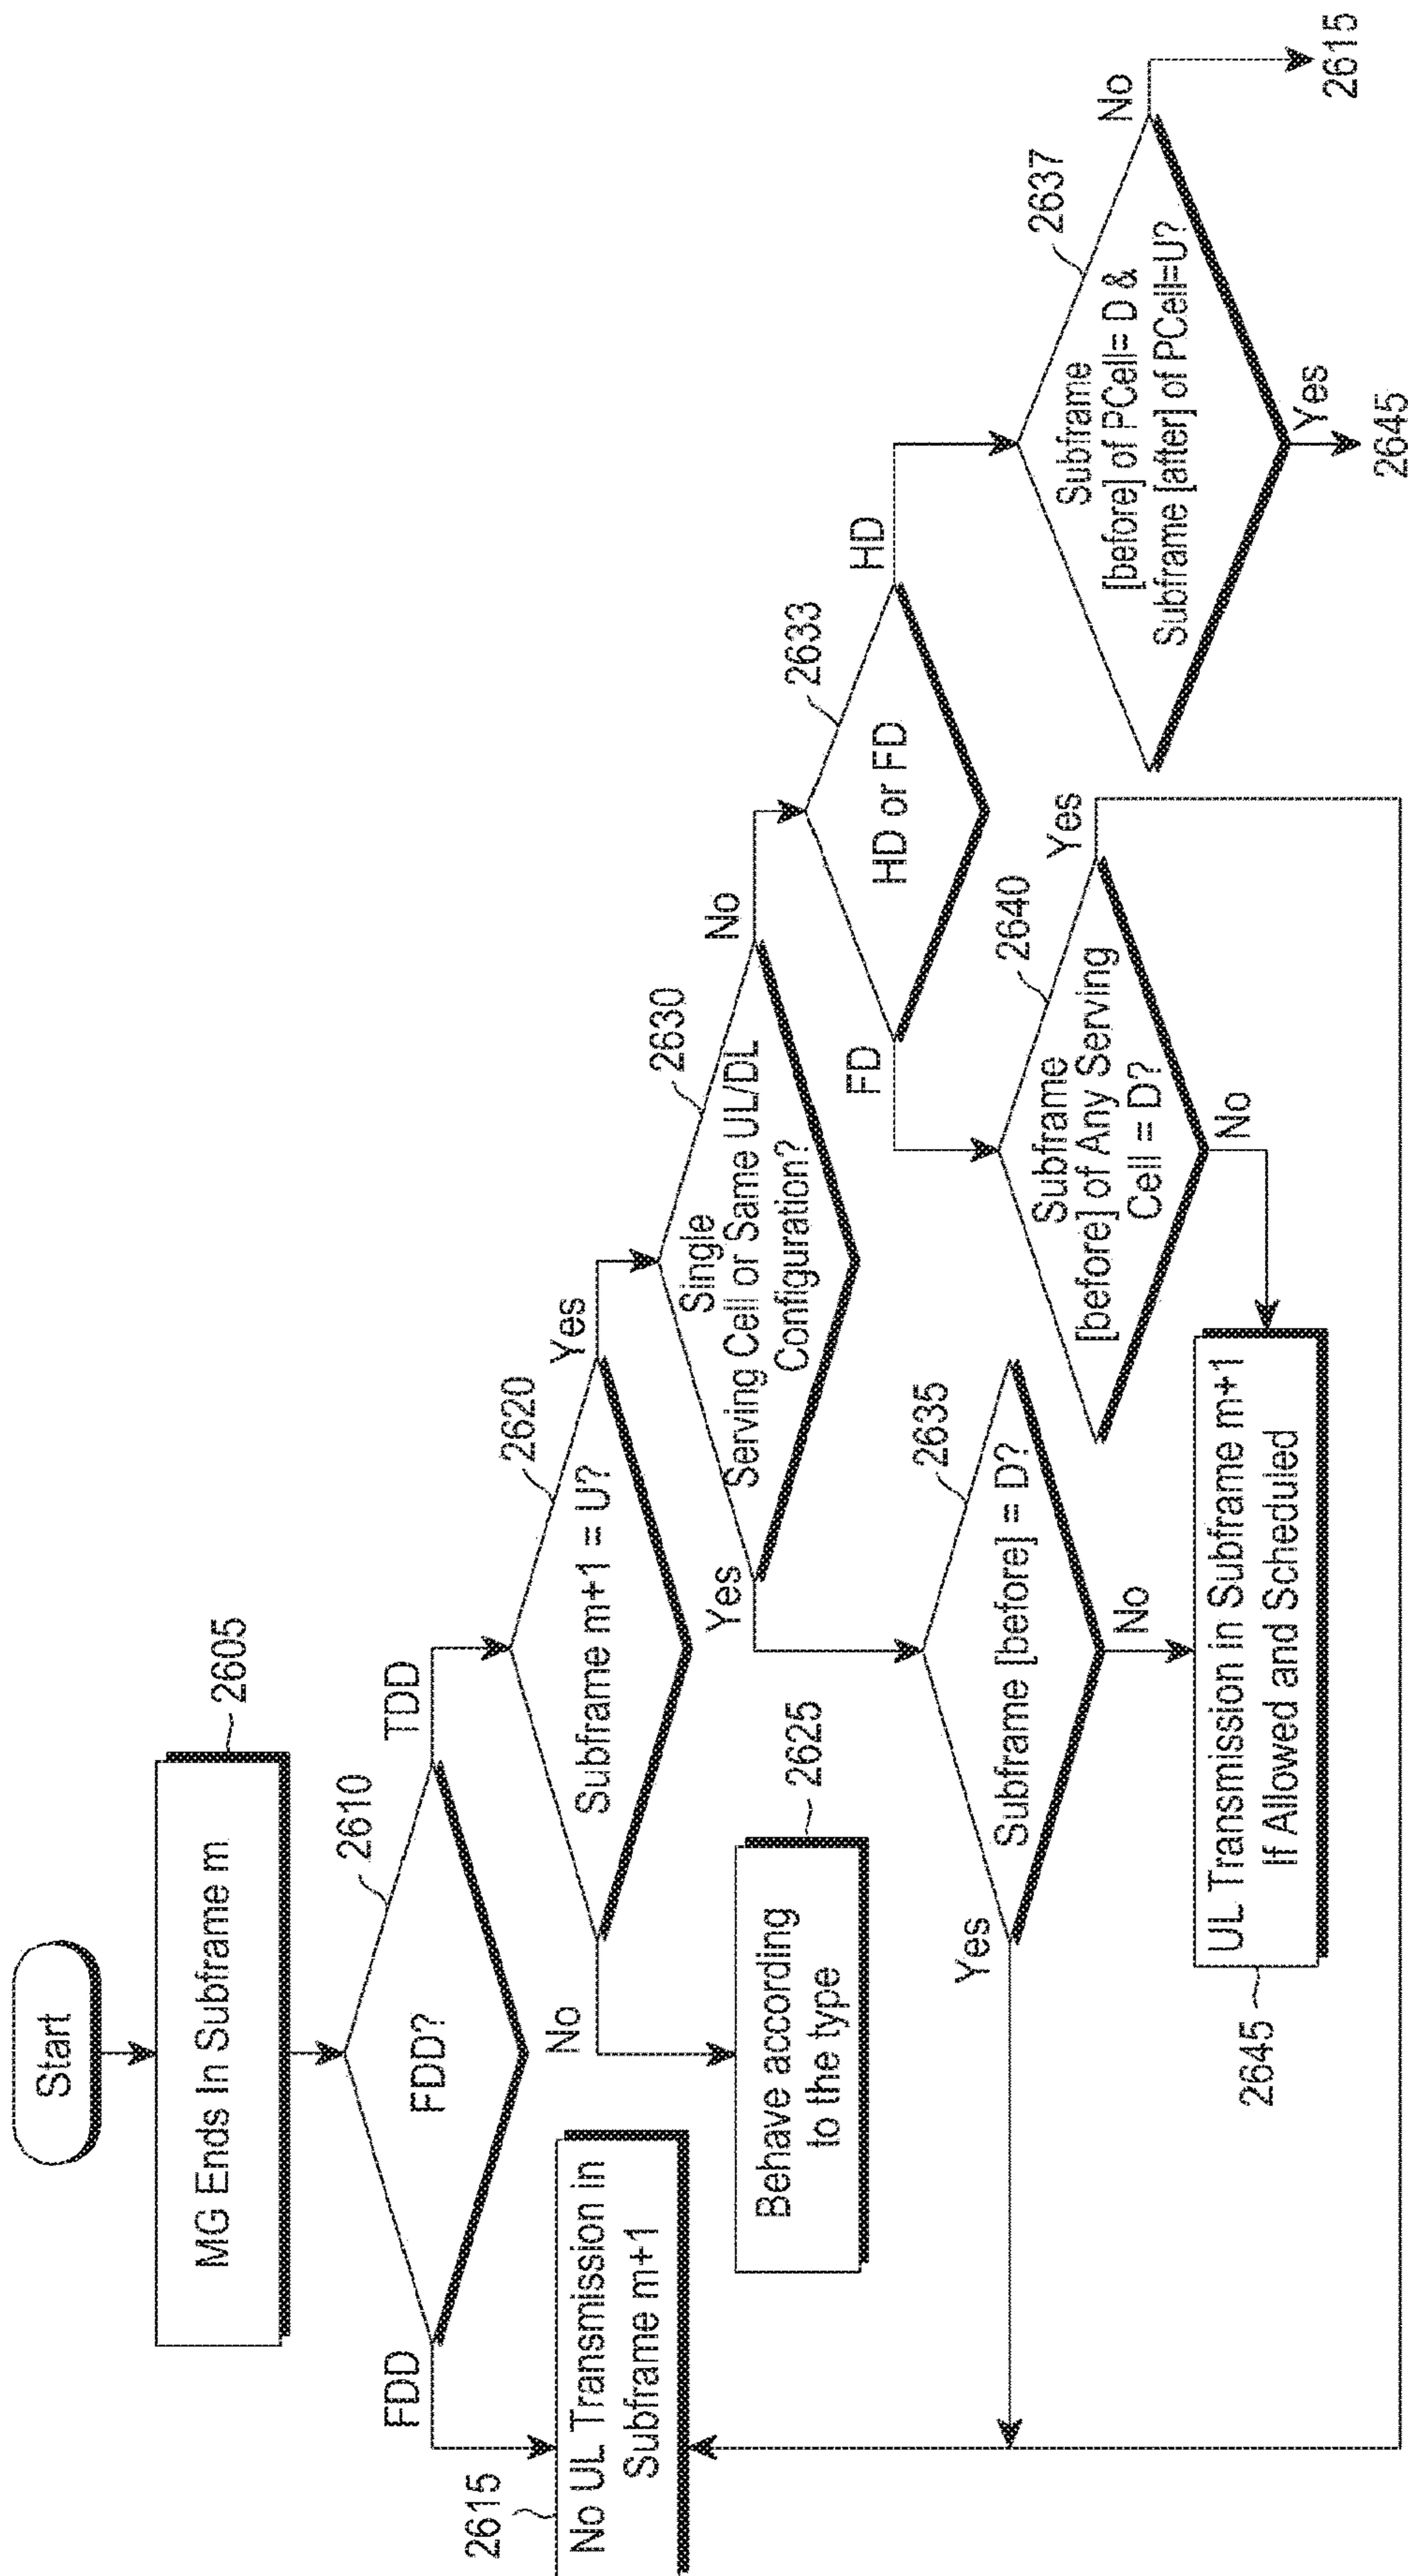 Start
MG Ends In Subframe m
2605
FDD?
2610
FDD
TDD
2615
No UL Transmission in
Subframe m+1
Subframe m+1 = U?
2620
No
Yes
Behave according
to the type
2625
Single
Serving Cell or Same UL/DL
Configuration?
2630
Yes
No
HD or FD
2633
FD
HD
Subframe [before] = D?
2635
Yes
No
Subframe
[before] of Any Serving
Cell = D?
2640
Yes
No
Subframe
[before] of PCell= D &
Subframe [after] of PCell=U?
2637
No
2615
Yes
2645
2645
UL Transmission in Subframe m+1
If Allowed and Scheduled